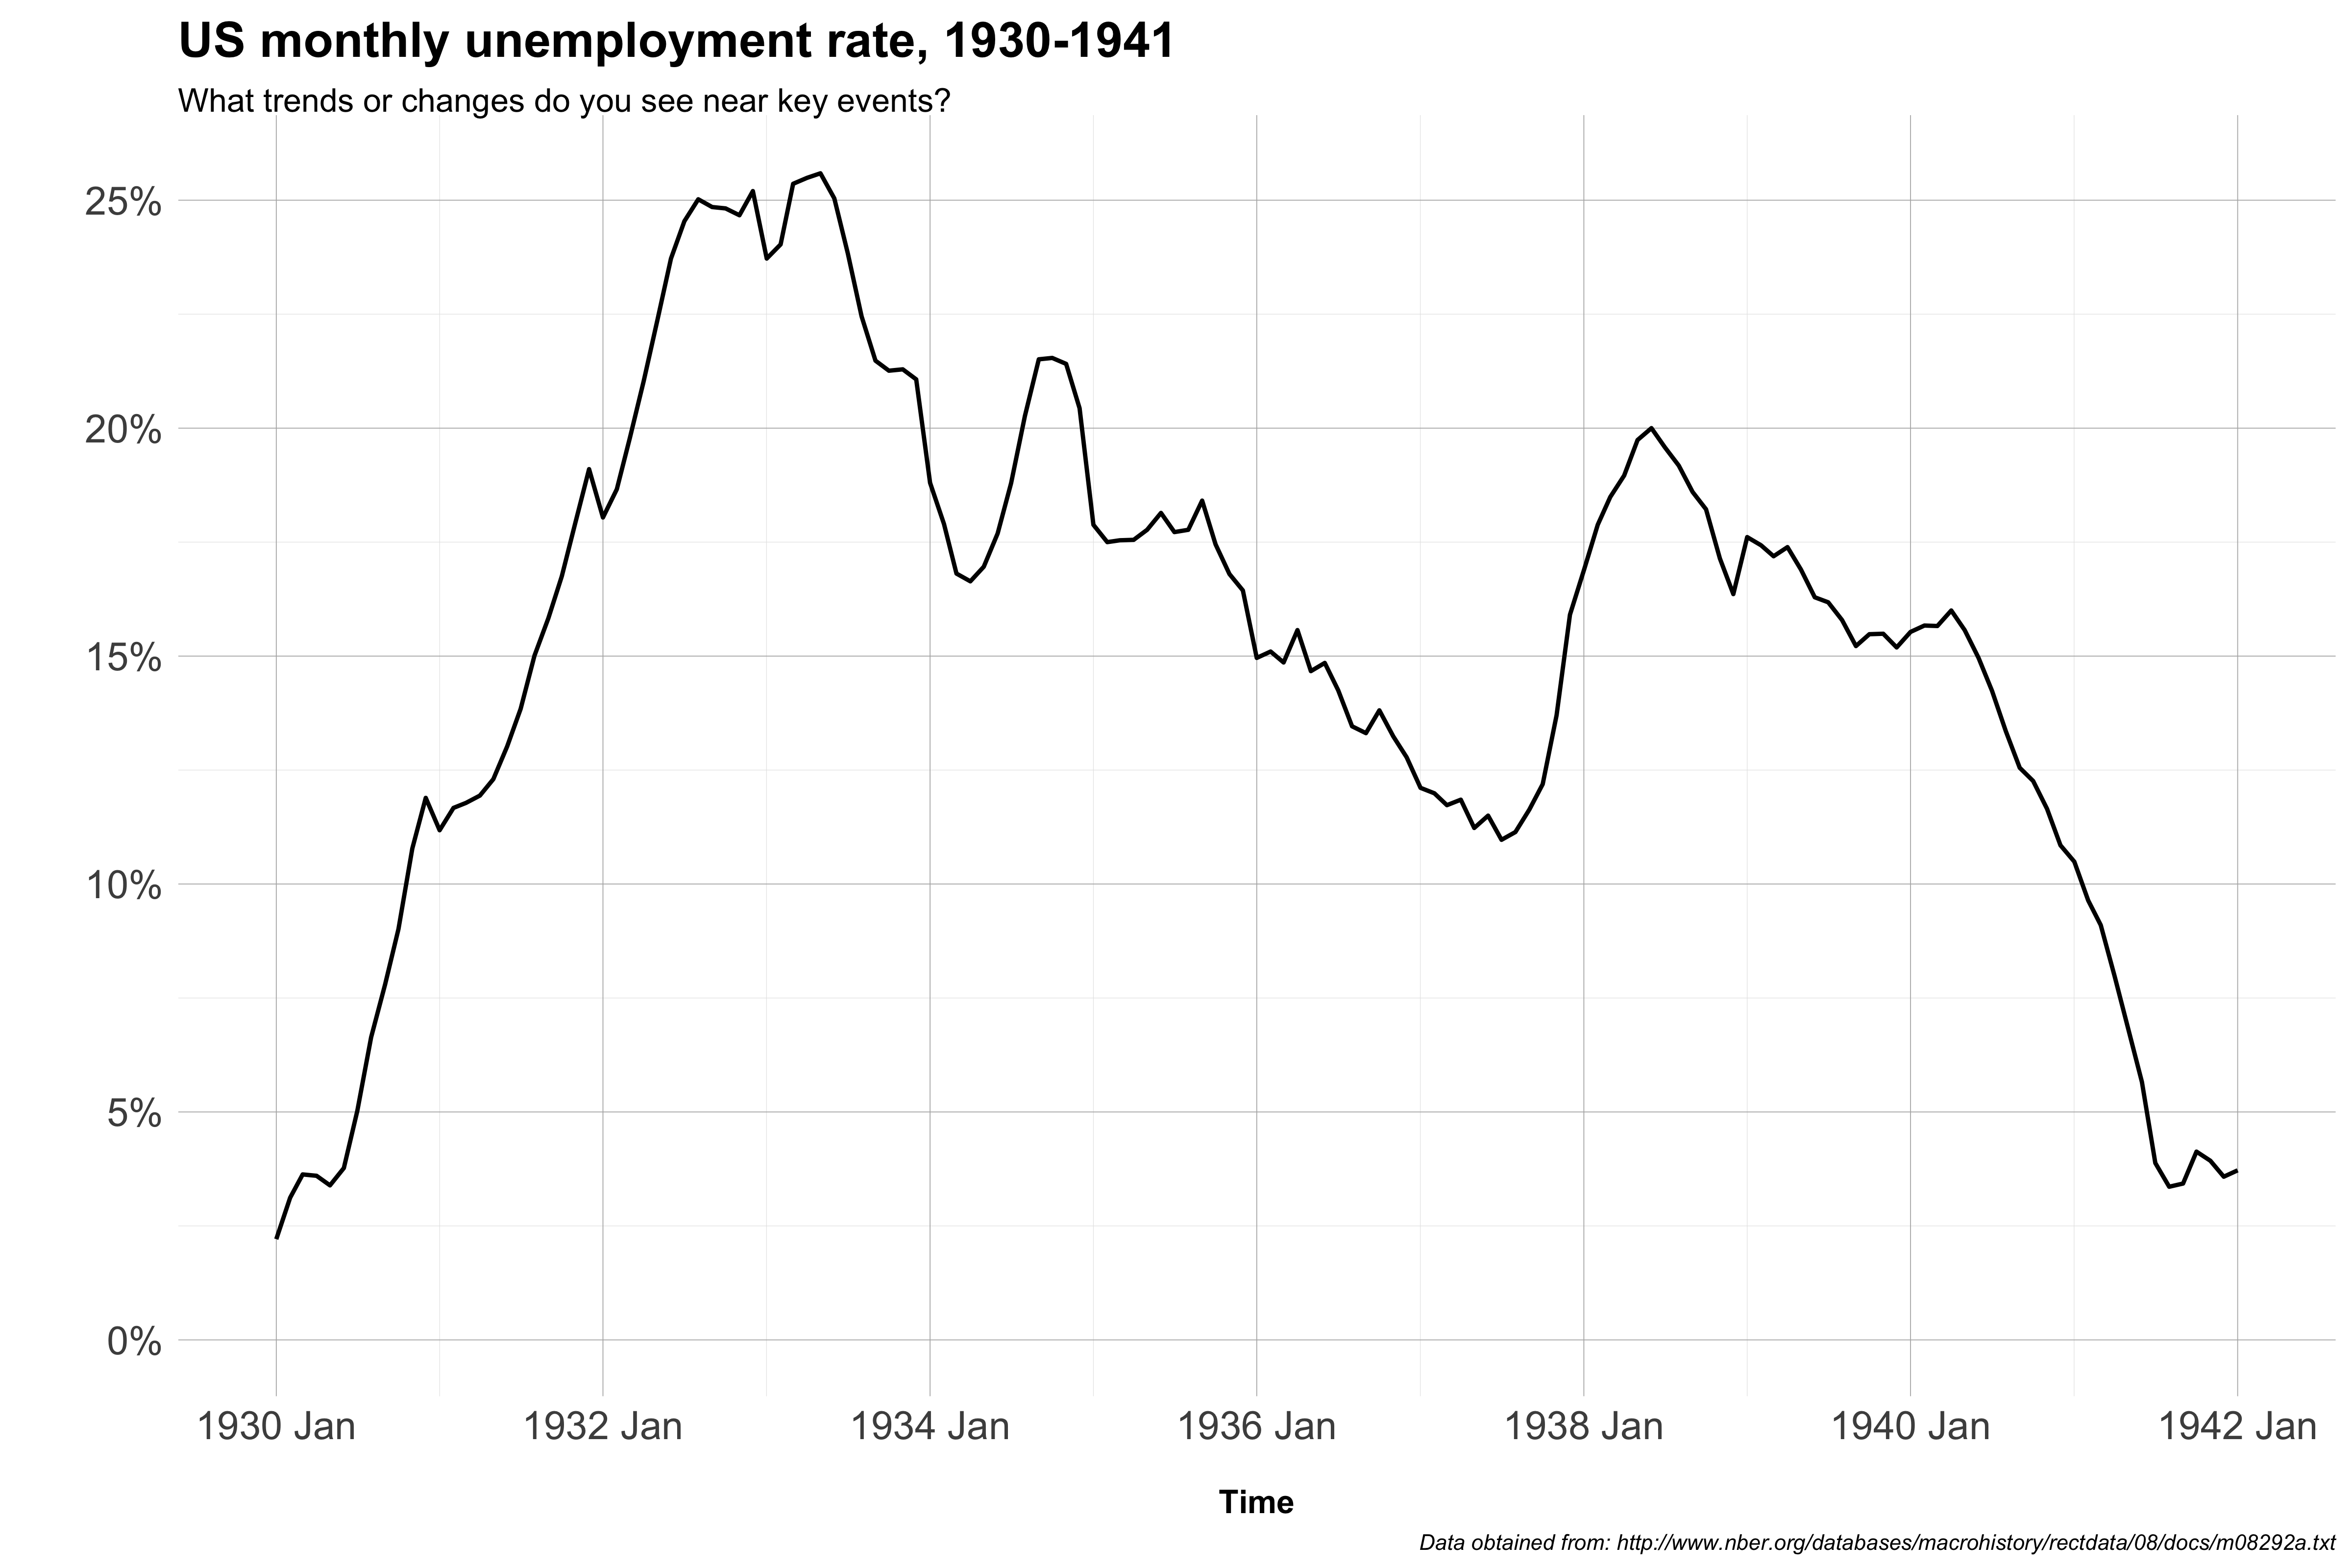 US monthly unemployment rate, 1930-1941
What trends or changes do you see near key events?
25%
20%
15%
10%
5%
0%
1930 Jan 1932 Jan 1934 Jan 1936 Jan 1938 Jan 1940 Jan 1942 Jan
Time
Data obtained from: http://www.nber.org/databases/macrohistory/rectdata/08/docs/m08292a.txt